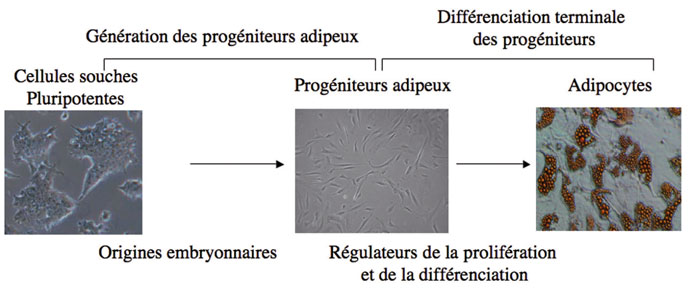 Génération des progéniteurs adipeux
Différenciation terminale
des progéniteurs
Cellules souches
Pluripotentes
Progéniteurs adipeux
Adipocytes
Origines embryonnaires
Régulateurs de la prolifération
et de la différenciation